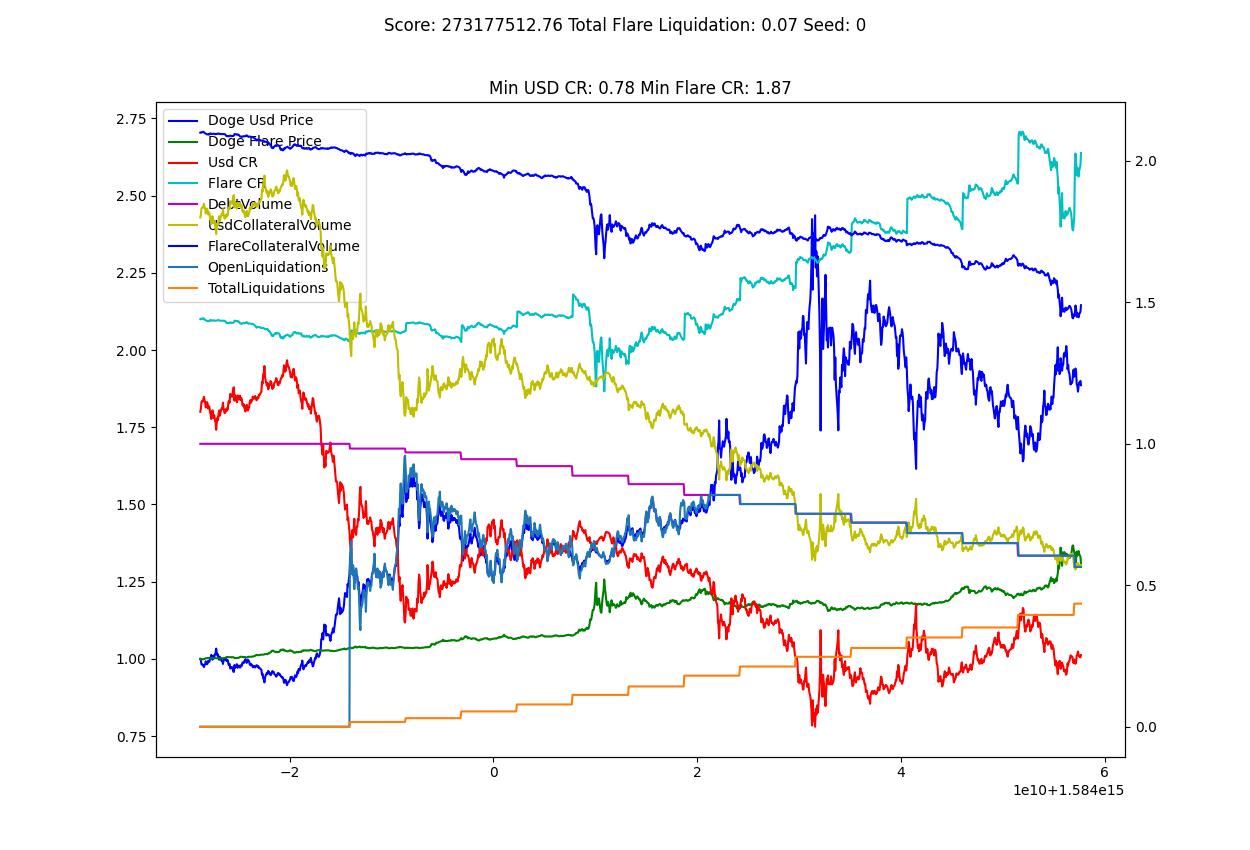 Score: 273177512.76 Total Flare Liquidation: 0.07 Seed: 0
Min USD CR: 0.78 Min Flare CR: 1.87
Doge Usd Price
Doge Flare Price
Usd CR
Flare CR
DebtVolume
UsdCollateralVolume
FlareCollateralVolume
OpenLiquidations
TotalLiquidations
2.75
2.50
2.25
2.00
1.75
1.50
1.25
1.00
0.75
2.0
1.5
1.0
0.5
0.0
−2 0 2 4 6
1e10+1.584e15